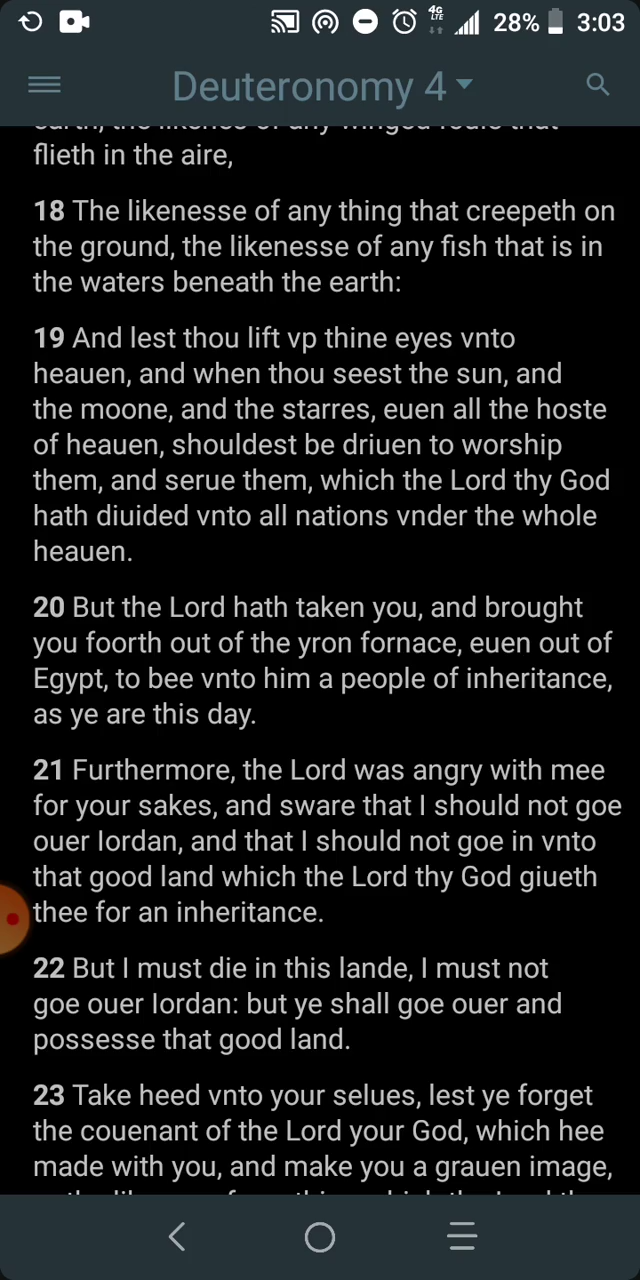 4G
LTE
28% 3:03
Deuteronomy 4
flieth in the aire,
18 The likenesse of any thing that creepeth on
the ground, the likenesse of any fish that is in
the waters beneath the earth:
19 And lest thou lift vp thine eyes vnto
heauen, and when thou seest the sun, and
the moone, and the starres, euen all the hoste
of heauen, shouldest be driuen to worship
them, and serue them, which the Lord thy God
hath diuided vnto all nations vnder the whole
heauen.
20 But the Lord hath taken you, and brought
you foorth out of the yron fornace, euen out of
Egypt, to bee vnto him a people of inheritance,
as ye are this day.
21 Furthermore, the Lord was angry with mee
for your sakes, and sware that I should not goe
ouer Iordan, and that I should not goe in vnto
that good land which the Lord thy God giueth
thee for an inheritance.
22 But I must die in this lande, I must not
goe ouer Iordan: but ye shall goe ouer and
possesse that good land.
23 Take heed vnto your selues, lest ye forget
the couenant of the Lord your God, which hee
made with you, and make you a grauen image,